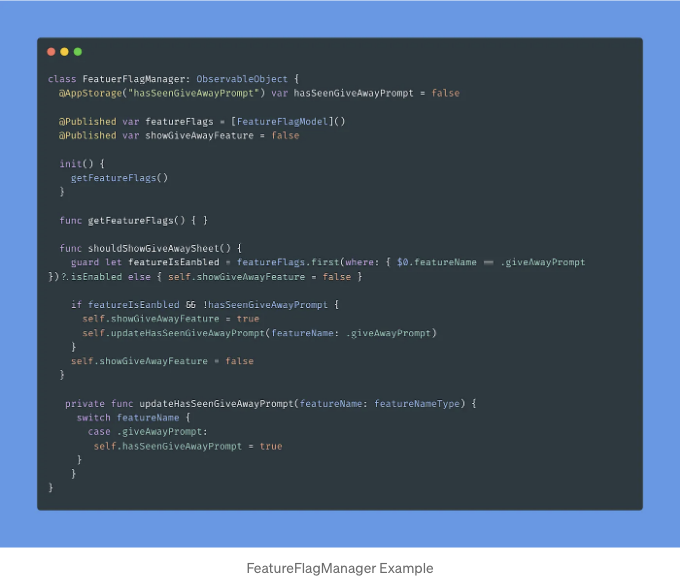 class FeatuerFlagManager: ObservableObject {
@AppStorage("hasSeenGiveAwayPrompt") var hasSeenGiveAwayPrompt = false
@Published var featureFlags = [FeatureFlagModel]()
@Published var showGiveAwayFeature = false
init() {
getFeatureFlags()
}
func getFeatureFlags() { }
func shouldShowGiveAwaySheet() {
guard let featureIsEanbled = featureFlags.first(where: { $0.featureName == .giveAwayPrompt
})?.isEnabled else { self.showGiveAwayFeature = false }
if featureIsEanbled && !hasSeenGiveAwayPrompt {
self.showGiveAwayFeature = true
self.updateHasSeenGiveAwayPrompt(featureName: .giveAwayPrompt)
}
self.showGiveAwayFeature = false
}
private func updateHasSeenGiveAwayPrompt(featureName: featureNameType) {
switch featureName {
case .giveAwayPrompt:
self.hasSeenGiveAwayPrompt = true
}
}
}
FeatureFlagManager Example